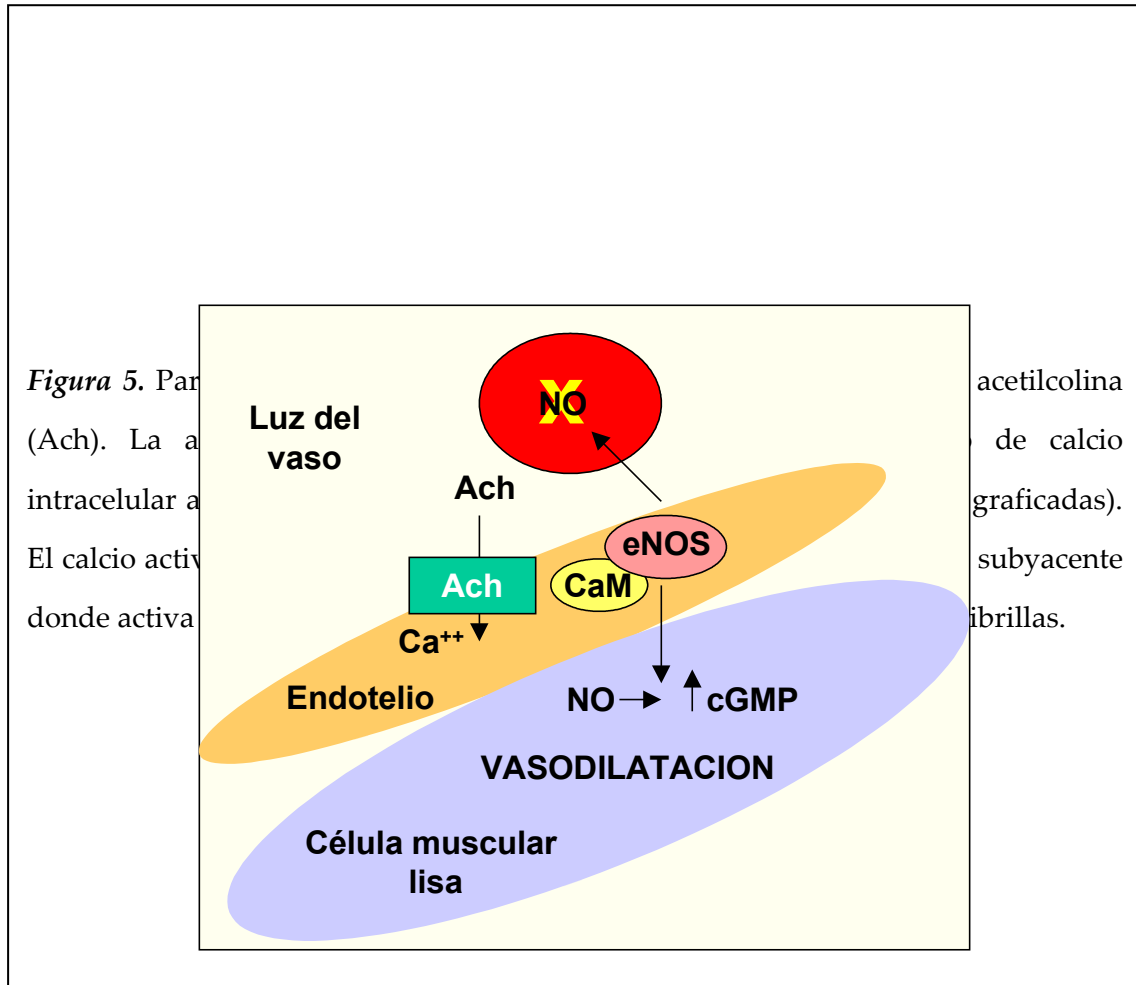 Figura 5. Par
acetilcolina
(Ach). La a
de calcio
intracelular a
graficadas).
El calcio activ
subyacente
donde activa
ibrillas.
NO
Luz del
vaso
Ach
eNOS
Ach
CaM
Ca++
Endotelio
NO
cGMP
VASODILATACION
Célula muscular
lisa